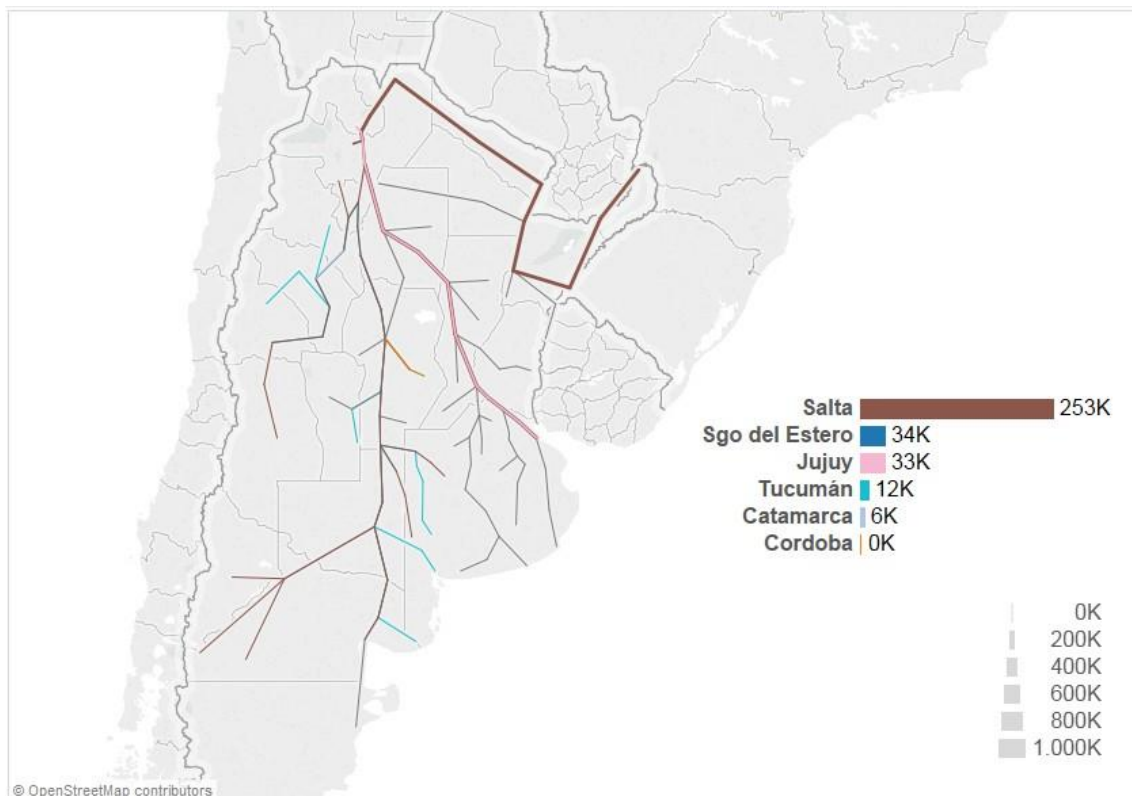 Salta 253K
Sgo del Estero 34K
Jujuy 33K
Tucumán 12K
Catamarca 6K
Cordoba 0K
0K
200K
400K
600K
800K
1.000K
© OpenStreetMap contributors